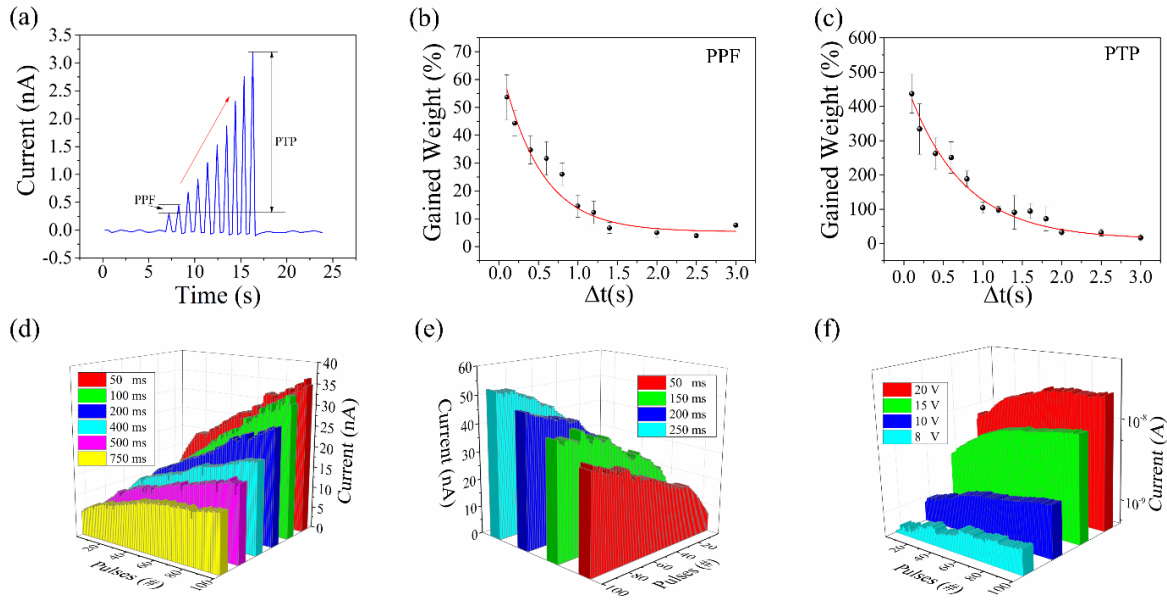 (a)
Current (nA)
3.5
3.0
2.5
2.0
1.5
1.0
0.5
0.0
-0.5
PPF
PTP
0 5 10 15 20 25
Time (s)
(b)
Gained Weight (%)
70
60
50
40
30
20
10
0
PPF
0.0 0.5 1.0 1.5 2.0 2.5 3.0
Δt(s)
(c)
Gained Weight (%)
600
500
400
300
200
100
0
PTP
0.0 0.5 1.0 1.5 2.0 2.5 3.0
Δt(s)
(d)
50 ms
100 ms
200 ms
400 ms
500 ms
750 ms
40
35
30
25
20
15
10
5
0
Current (nA)
20 40 60 80 100
Pulses (#)
(e)
Current (nA)
60
50
40
30
20
10
0
50 ms
150 ms
200 ms
250 ms
20
40
60
80
100
Pulses (#)
(f)
20 V
15 V
10 V
8 V
10⁻⁸
10⁻⁹
Current (A)
20 40 60 80 100
Pulses (#)